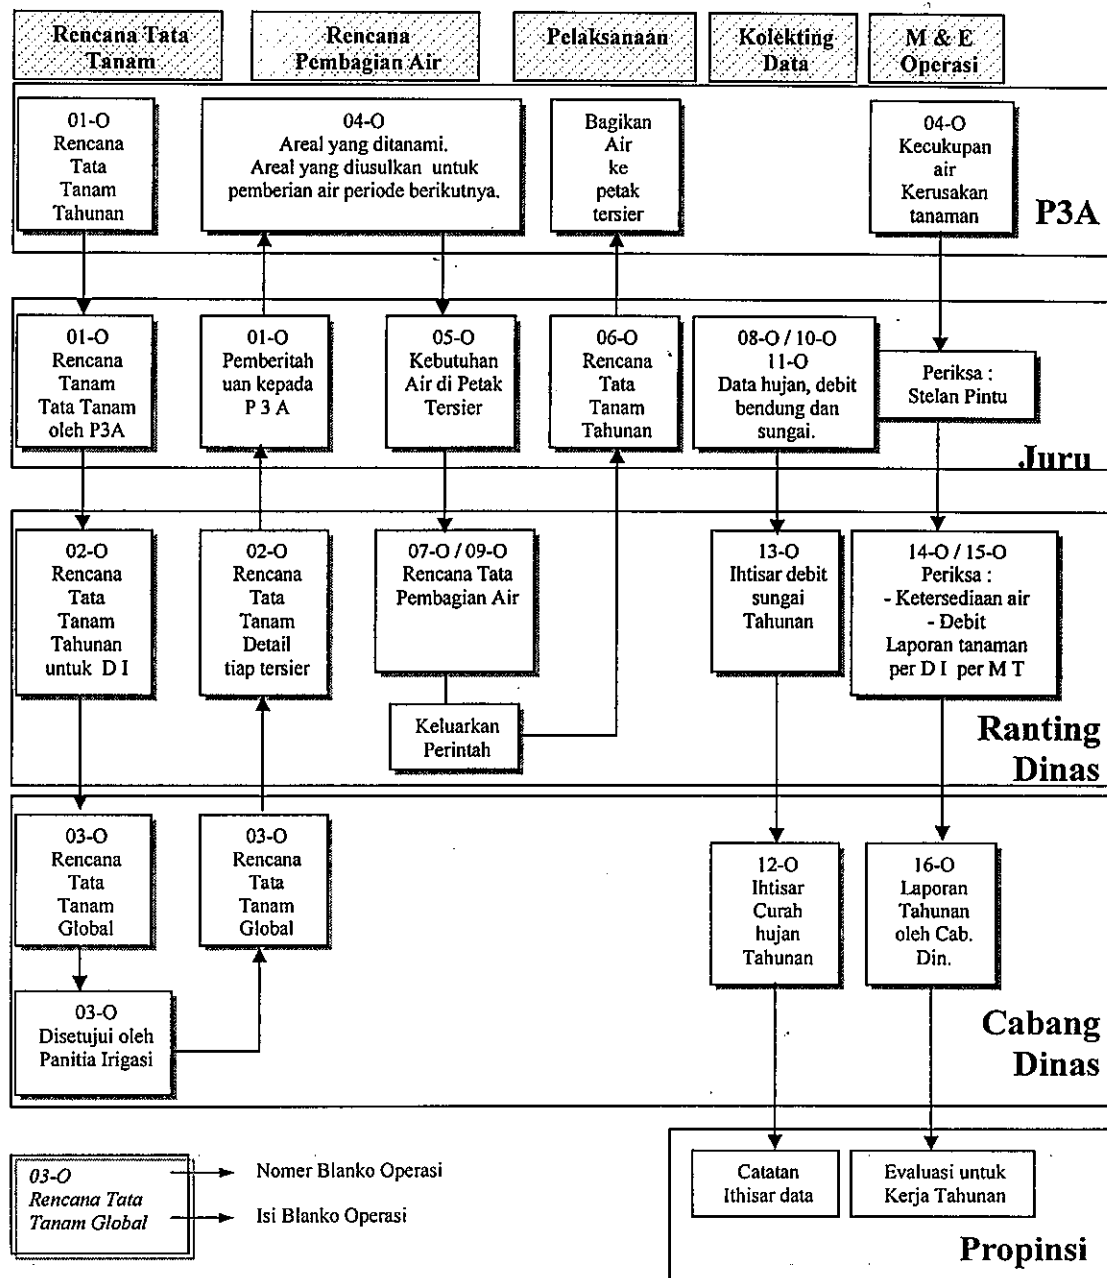 Rencana Tata
Tanam
Rencana
Pembagian Air
Pelaksanaan
Kolekting
Data
M & E
Operasi
01-O
Rencana
Tata
Tanam
Tahunan
04-O
Areal yang ditanami.
Areal yang diusulkan untuk
pemberian air periode berikutnya.
Bagikan
Air
ke
petak
tersier
04-O
Kecukupan
air
Kerusakan
tanaman
P3A
01-O
Rencana
Tanam
Tata Tanam
oleh P3A
01-O
Pemberitah
uan kepada
P 3 A
05-O
Kebutuhan
Air di Petak
Tersier
06-O
Rencana
Tata
Tanam
Tahunan
08-O / 10-O
11-O
Data hujan, debit
bendung dan
sungai.
Periksa :
Stelan Pintu
Juru
02-O
Rencana
Tata
Tanam
Tahunan
untuk D I
02-O
Rencana
Tata
Tanam
Detail
tiap tersier
07-O / 09-O
Rencana Tata
Pembagian Air
Keluarkan
Perintah
13-O
Ihtisar debit
sungai
Tahunan
14-O / 15-O
Periksa :
- Ketersediaan air
- Debit
Laporan tanaman
per D I per M T
Ranting
Dinas
03-O
Rencana
Tata
Tanam
Global
03-O
Rencana
Tata
Tanam
Global
03-O
Disetujui oleh
Panitia Irigasi
12-O
Ihtisar
Curah
hujan
Tahunan
16-O
Laporan
Tahunan
oleh Cab.
Din.
Cabang
Dinas
03-O
Rencana Tata
Tanam Global
Nomer Blanko Operasi
Isi Blanko Operasi
Catatan
Ithisar data
Evaluasi untuk
Kerja Tahunan
Propinsi